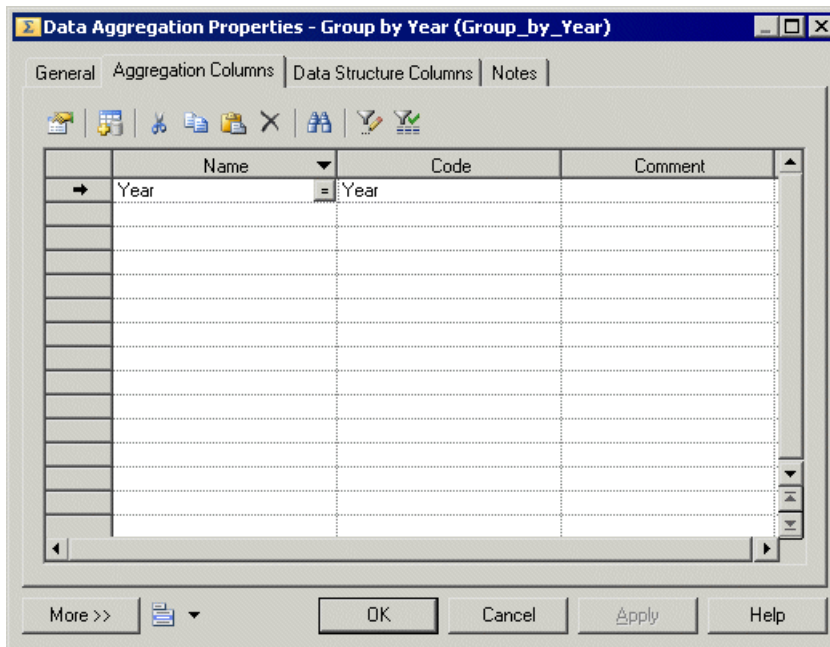 Data Aggregation Properties - Group by Year (Group_by_Year)
General Aggregation Columns Data Structure Columns Notes
Name Code Comment
Year = Year
More >> OK Cancel Apply Help